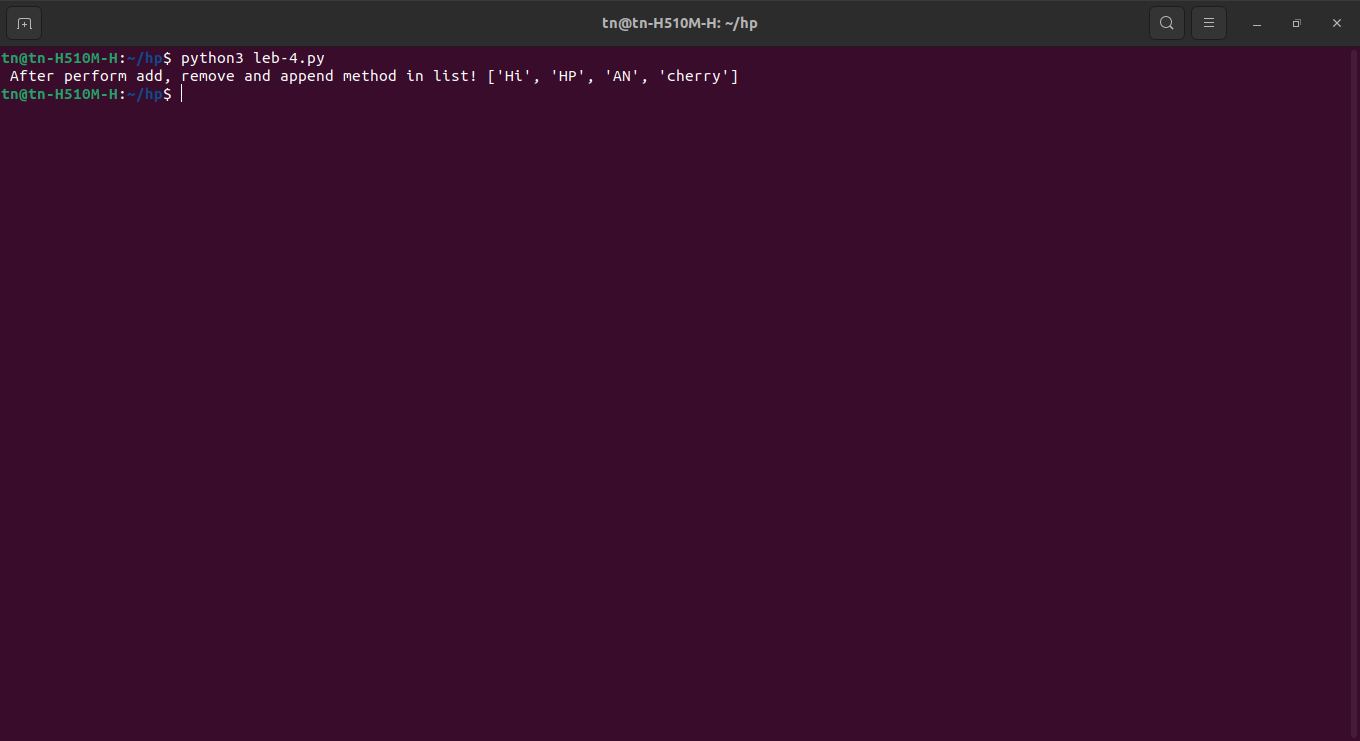 tn@tn-H510M-H: ~/hp
tn@tn-H510M-H:~/hp$ python3 leb-4.py
 After perform add, remove and append method in list! ['Hi', 'HP', 'AN', 'cherry']
tn@tn-H510M-H:~/hp$